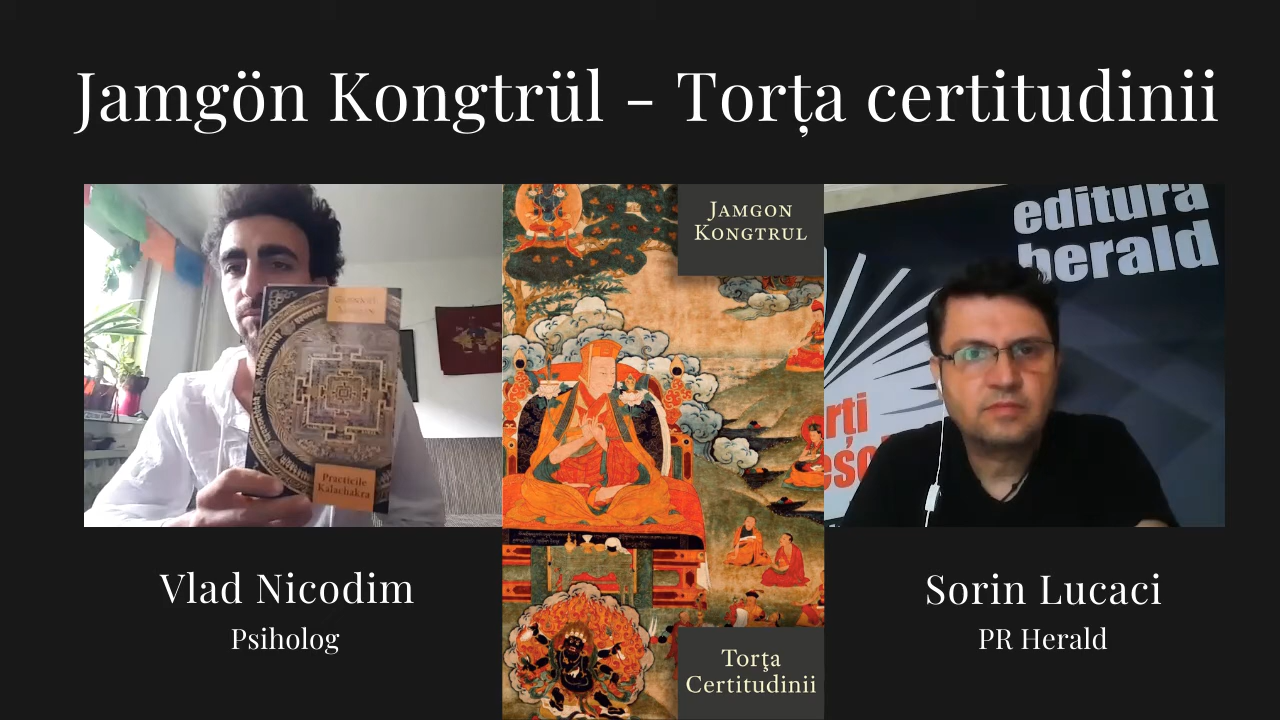 Jamgön Kongtrül – Torța certitudinii
Practicile
Kalachakra
Jamgon
Kongtrul
Torţa
Certitudinii
editura
herald
Vlad Nicodim
Psiholog
Sorin Lucaci
PR Herald